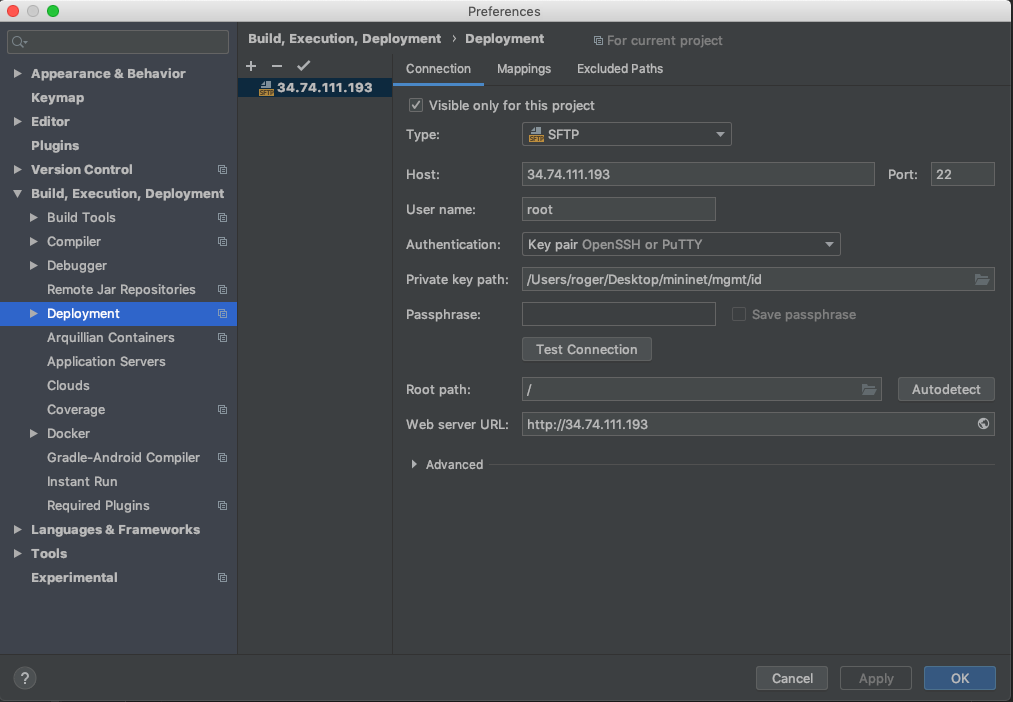 Preferences
Build, Execution, Deployment › Deployment For current project
Appearance & Behavior
Keymap
Editor
Plugins
Version Control
Build, Execution, Deployment
Build Tools
Compiler
Debugger
Remote Jar Repositories
Deployment
Arquillian Containers
Application Servers
Clouds
Coverage
Docker
Gradle-Android Compiler
Instant Run
Required Plugins
Languages & Frameworks
Tools
Experimental
SFTP 34.74.111.193
Connection Mappings Excluded Paths
Visible only for this project
Type: SFTP SFTP
Host: 34.74.111.193 Port: 22
User name: root
Authentication: Key pair OpenSSH or PuTTY
Private key path: /Users/roger/Desktop/mininet/mgmt/id
Passphrase: Save passphrase
Test Connection
Root path: / Autodetect
Web server URL: http://34.74.111.193
Advanced
? Cancel Apply OK